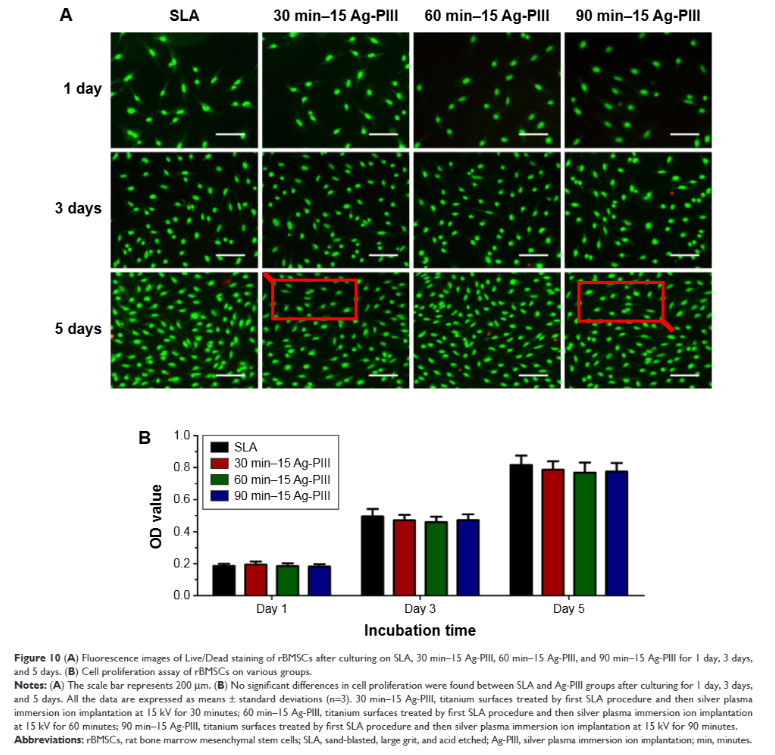 A
SLA
30 min–15 Ag-PIII
60 min–15 Ag-PIII
90 min–15 Ag-PIII
1 day
3 days
5 days
B
1.0
0.8
0.6
0.4
0.2
0.0
OD value
SLA
30 min–15 Ag-PIII
60 min–15 Ag-PIII
90 min–15 Ag-PIII
Day 1
Day 3
Day 5
Incubation time
Figure 10 (A) Fluorescence images of Live/Dead staining of rBMSCs after culturing on SLA, 30 min–15 Ag-PIII, 60 min–15 Ag-PIII, and 90 min–15 Ag-PIII for 1 day, 3 days,
and 5 days. (B) Cell proliferation assay of rBMSCs on various groups.
Notes: (A) The scale bar represents 200 μm. (B) No significant differences in cell proliferation were found between SLA and Ag-PIII groups after culturing for 1 day, 3 days,
and 5 days. All the data are expressed as means ± standard deviations (n=3). 30 min–15 Ag-PIII, titanium surfaces treated by first SLA procedure and then silver plasma
immersion ion implantation at 15 kV for 30 minutes; 60 min–15 Ag-PIII, titanium surfaces treated by first SLA procedure and then silver plasma immersion ion implantation
at 15 kV for 60 minutes; 90 min–15 Ag-PIII, titanium surfaces treated by first SLA procedure and then silver plasma immersion ion implantation at 15 kV for 90 minutes.
Abbreviations: rBMSCs, rat bone marrow mesenchymal stem cells; SLA, sand-blasted, large grit, and acid etched; Ag-PIII, silver plasma immersion ion implantation; min, minutes.